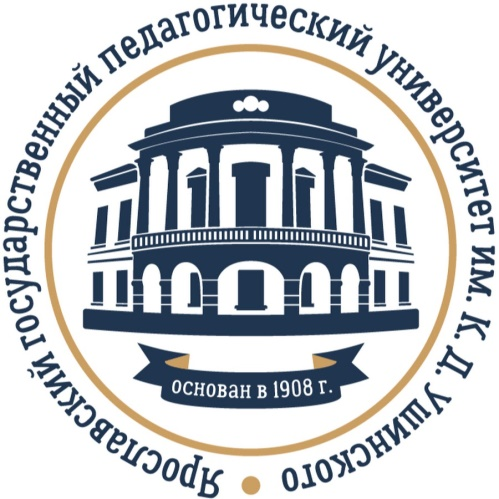 Ярославский государственный педагогический университет им. К. Д. Ушинского
основан в 1908 г.